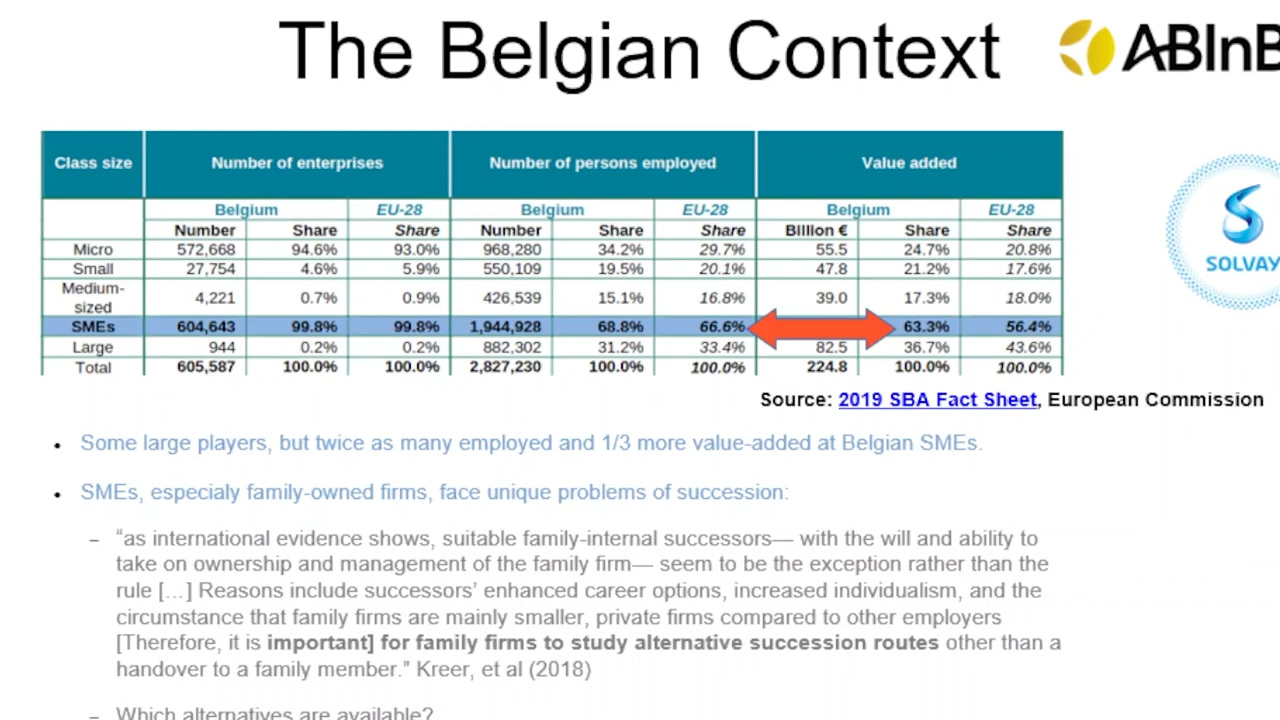 The Belgian Context
ABInB
Class size Number of enterprises Number of persons employed Value added
Belgium EU-28 Belgium EU-28 Belgium EU-28
Number Share Share Number Share Share Billion € Share Share
Micro 572,668 94.6% 93.0% 968,280 34.2% 29.7% 55.5 24.7% 20.8%
Small 27,754 4.6% 5.9% 550,109 19.5% 20.1% 47.8 21.2% 17.6%
Medium-
sized 4,221 0.7% 0.9% 426,539 15.1% 16.8% 39.0 17.3% 18.0%
SMEs 604,643 99.8% 99.8% 1,944,928 68.8% 66.6% 63.3% 56.4%
Large 944 0.2% 0.2% 882,302 31.2% 33.4% 82.5 36.7% 43.6%
Total 605,587 100.0% 100.0% 2,827,230 100.0% 100.0% 224.8 100.0% 100.0%
SOLVAY
Source: 2019 SBA Fact Sheet, European Commission
• Some large players, but twice as many employed and 1/3 more value-added at Belgian SMEs.
• SMEs, especialy family-owned firms, face unique problems of succession:
– “as international evidence shows, suitable family-internal successors— with the will and ability to
take on ownership and management of the family firm— seem to be the exception rather than the
rule [...] Reasons include successors’ enhanced career options, increased individualism, and the
circumstance that family firms are mainly smaller, private firms compared to other employers
[Therefore, it is important] for family firms to study alternative succession routes other than a
handover to a family member.” Kreer, et al (2018)
– Which alternatives are available?